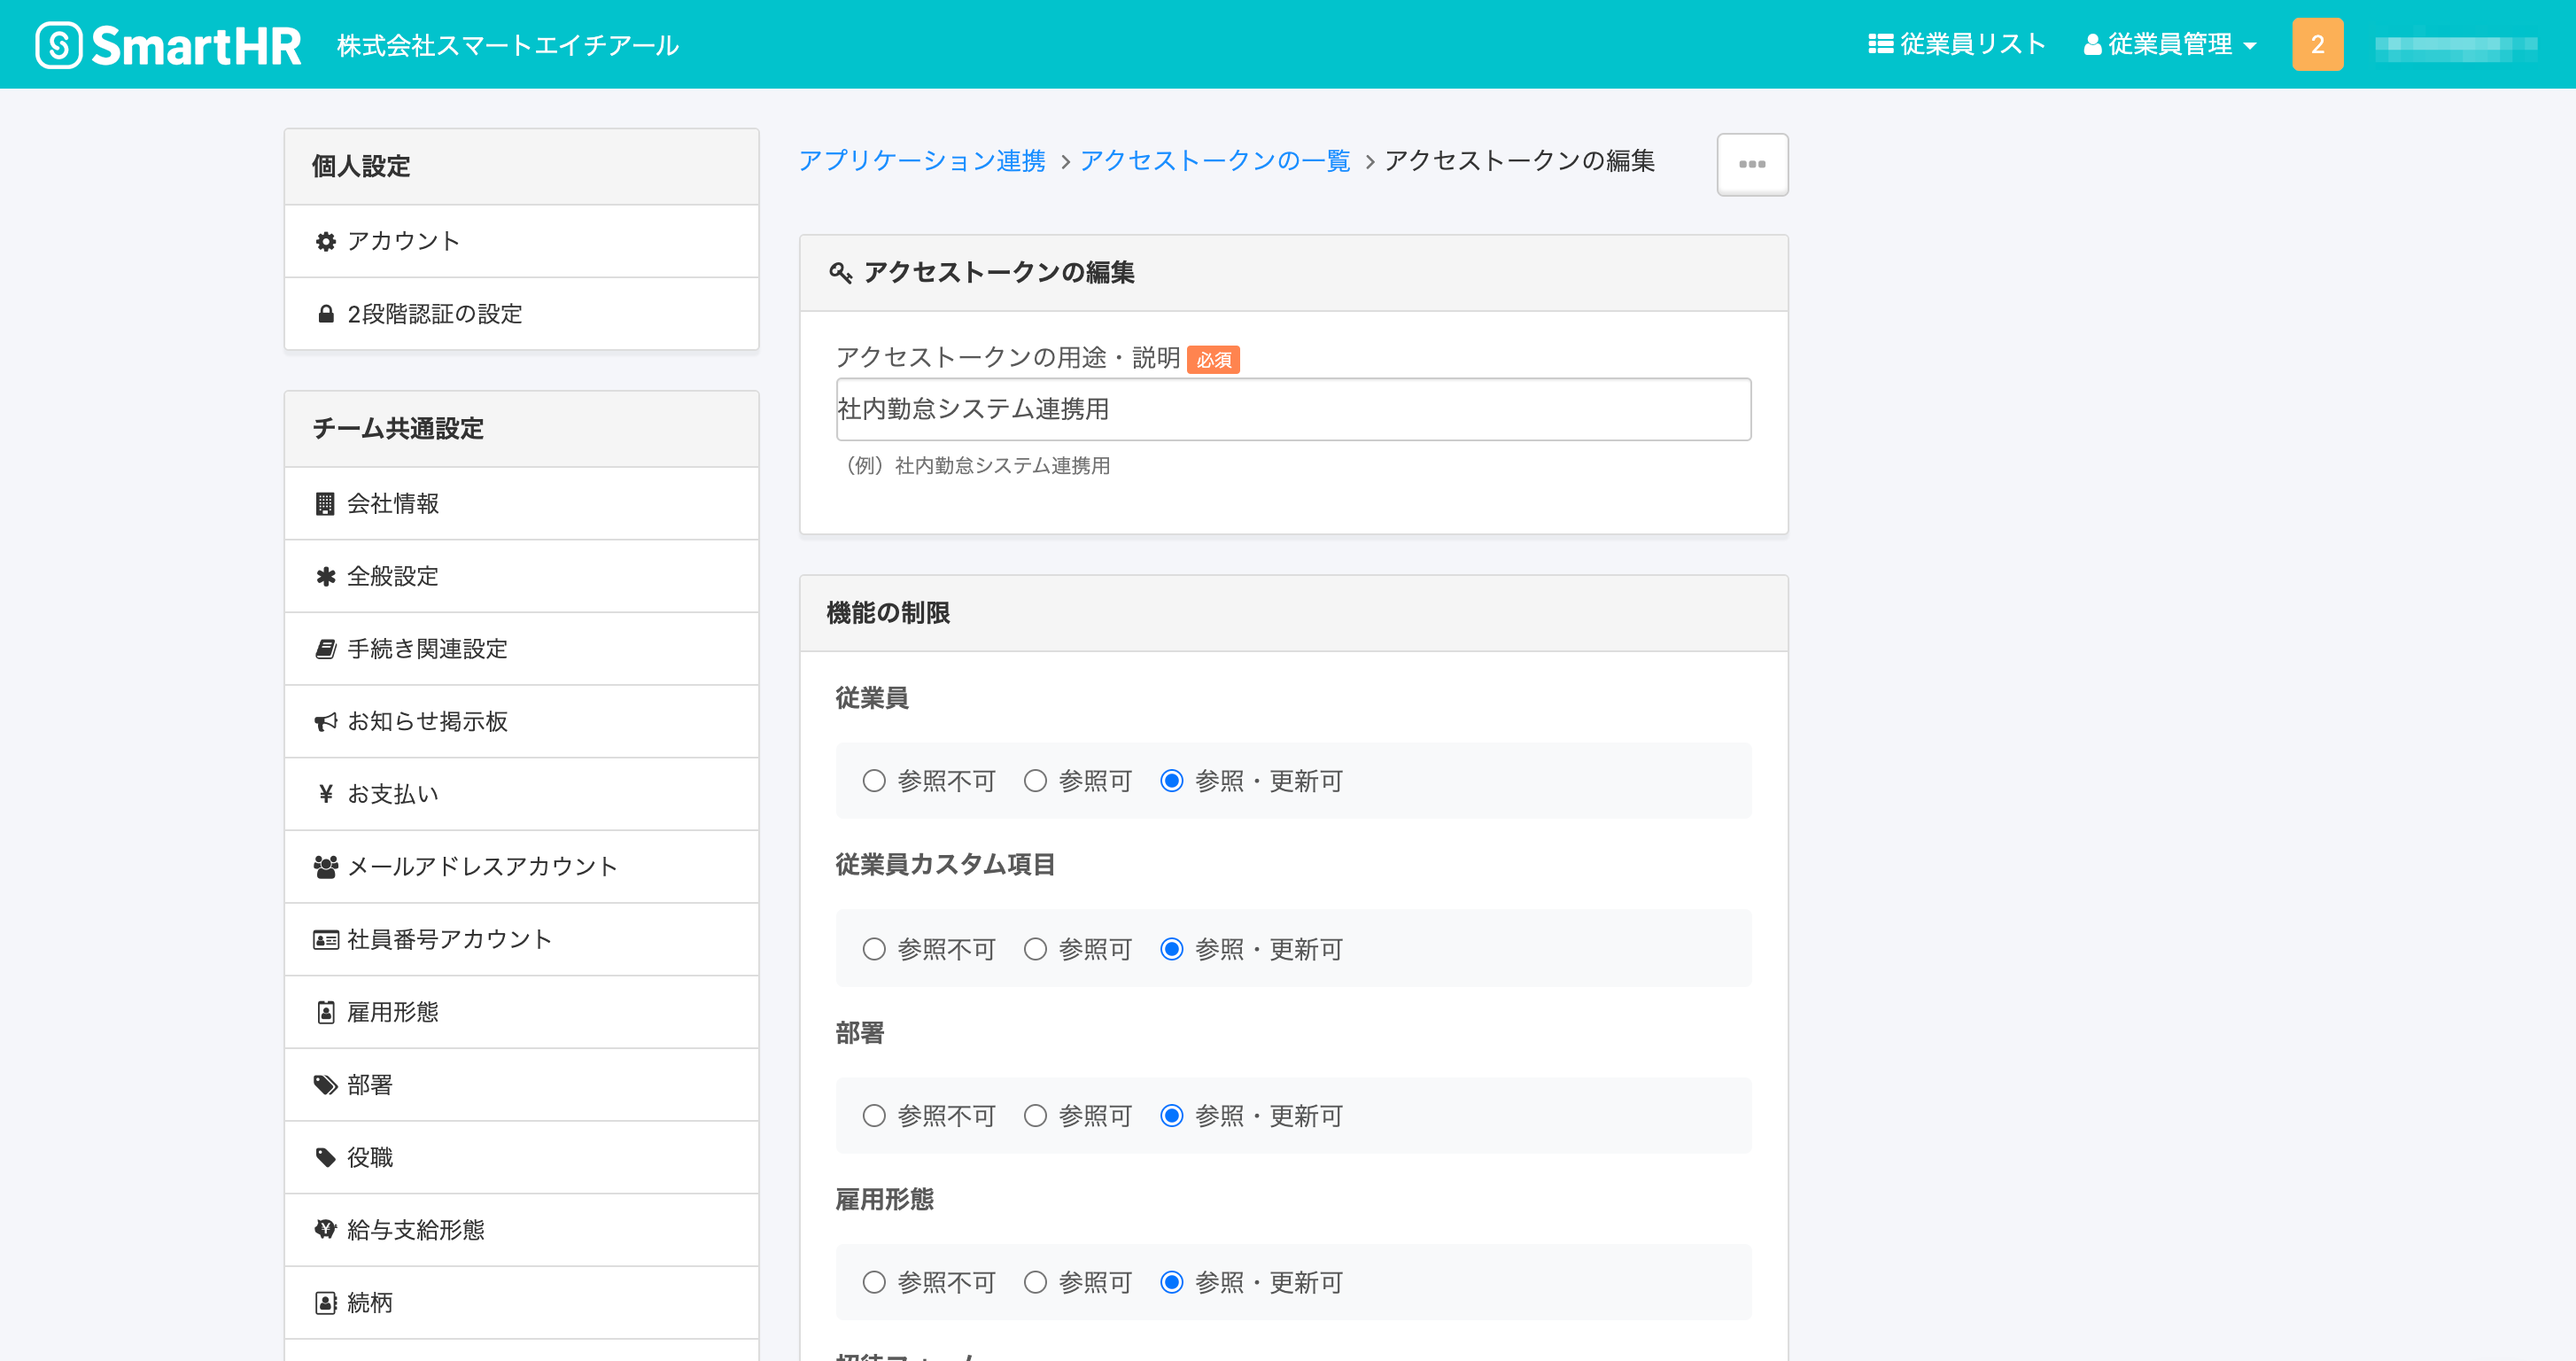 SmartHR 株式会社スマートエイチアール 従業員リスト 従業員管理 2
個人設定
アカウント
2段階認証の設定
チーム共通設定
会社情報
全般設定
手続き関連設定
お知らせ掲示板
¥ お支払い
メールアドレスアカウント
社員番号アカウント
雇用形態
部署
役職
給与支給形態
続柄
アプリケーション連携 > アクセストークンの一覧 > アクセストークンの編集
アクセストークンの編集
アクセストークンの用途・説明 必須
社内勤怠システム連携用
（例）社内勤怠システム連携用
機能の制限
従業員
参照不可 参照可 参照・更新可
従業員カスタム項目
参照不可 参照可 参照・更新可
部署
参照不可 参照可 参照・更新可
雇用形態
参照不可 参照可 参照・更新可